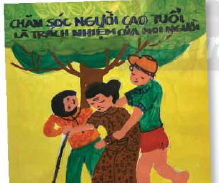 CHĂM SÓC NGƯỜI CAO TUỔI
LÀ TRÁCH NHIỆM CỦA MỌI NGƯỜI